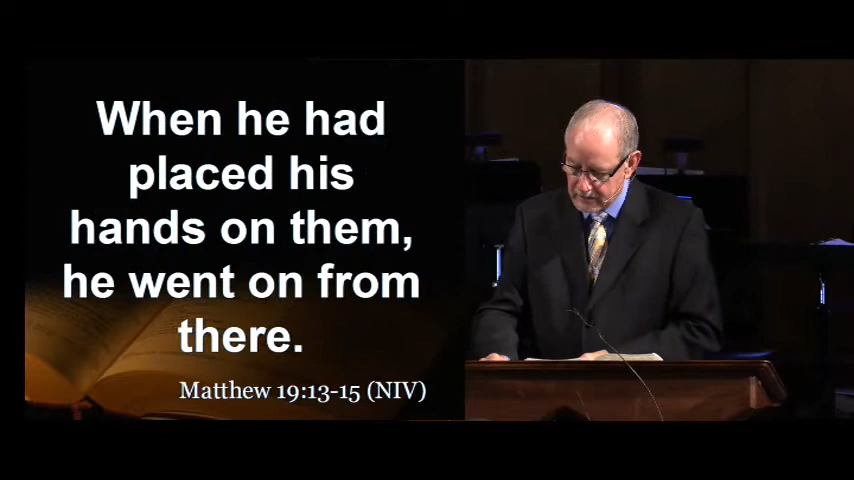 When he had
placed his
hands on them,
he went on from
there.
Matthew 19:13-15 (NIV)